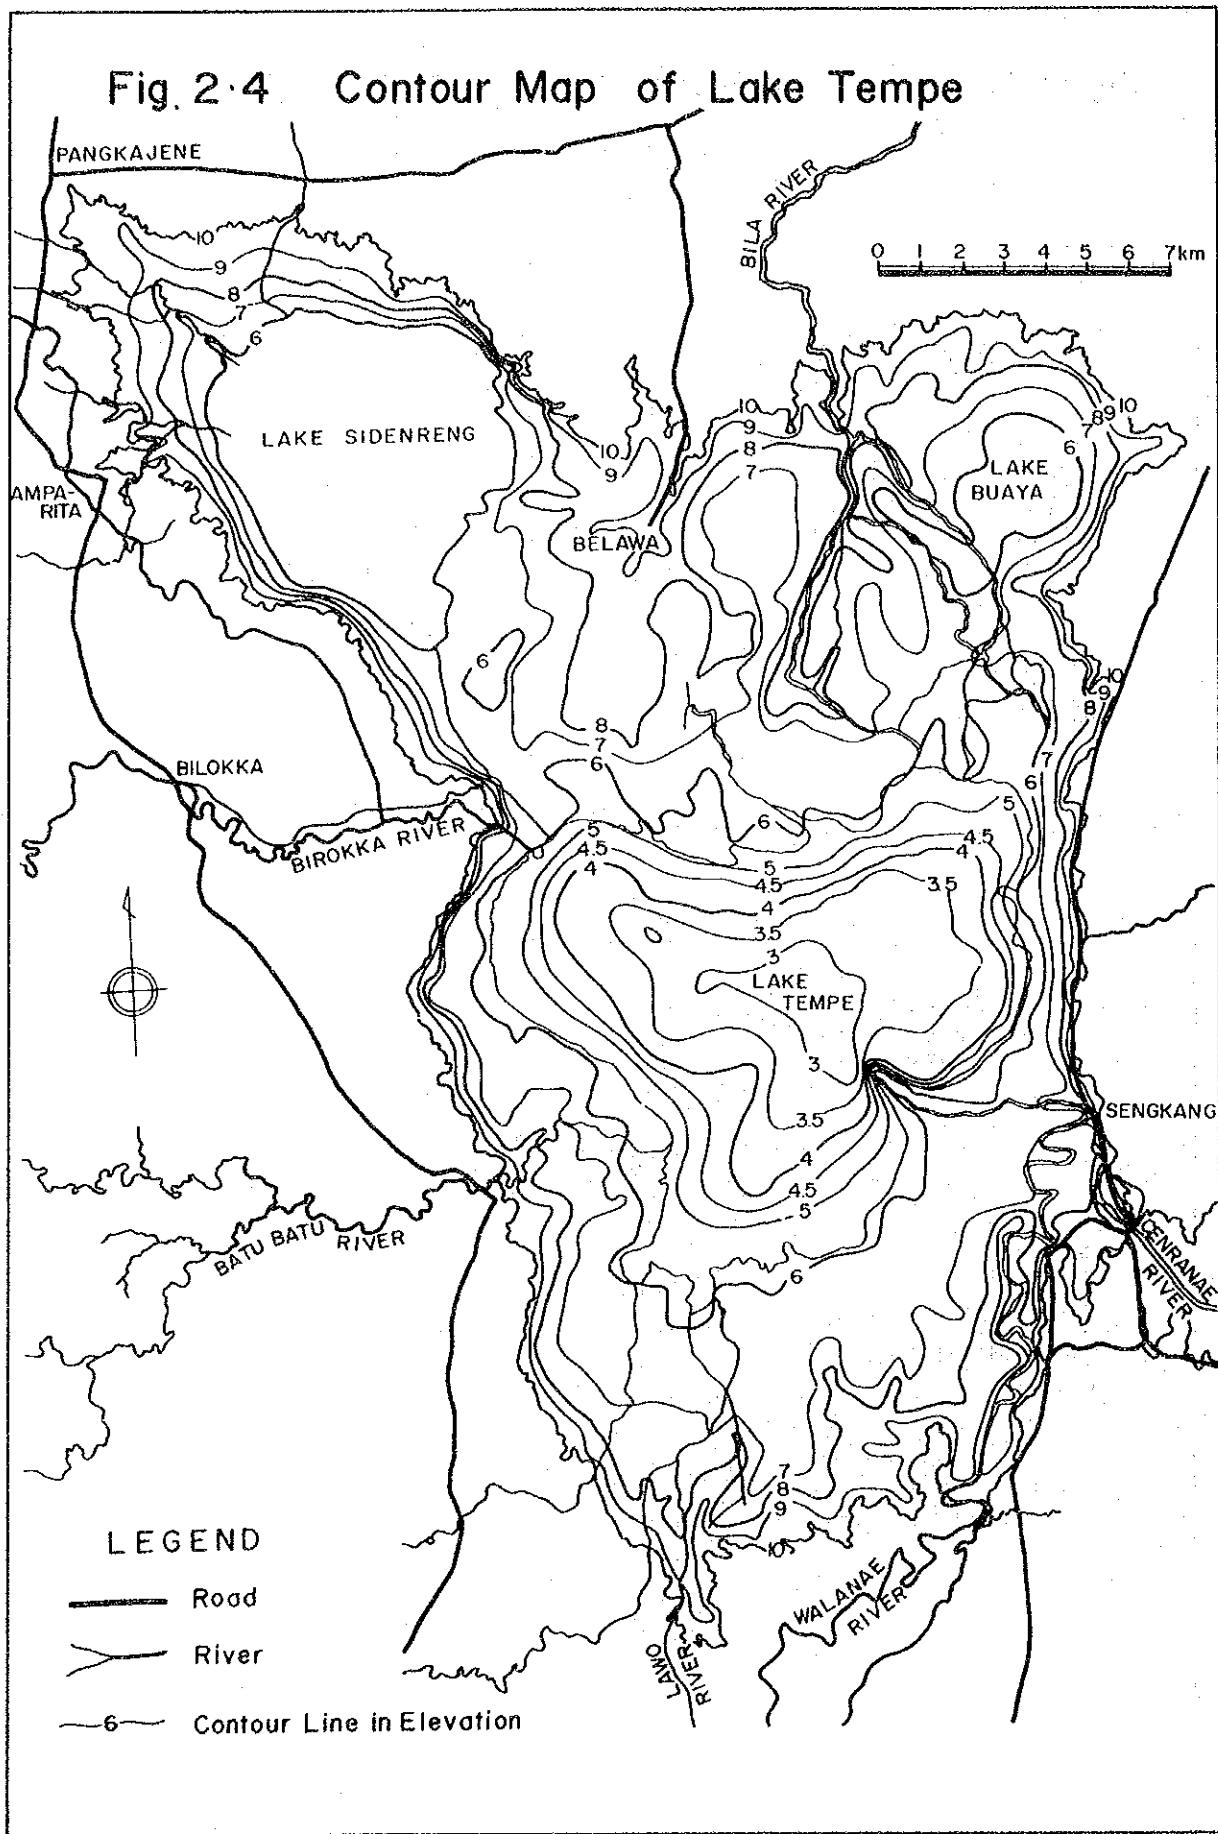 Fig. 2·4 Contour Map of Lake Tempe
PANGKAJENE
BILA RIVER
0 1 2 3 4 5 6 7km
10
9
8
7
6
LAKE SIDENRENG
10
9
8
7
10
9
7 8 9 10
6
LAKE
BUAYA
AMPA-
RITA
BELAWA
6
10
9
8
8
7
6
7
6
5
BILOKKA
BIROKKA RIVER
6
5
4.5
4
5
4.5
4
3.5
3
4.5
4
3.5
LAKE
TEMPE
3
3.5
4
4.5
5
6
SENGKANG
BATU BATU RIVER
CENRANAE
RIVER
7
8
9
10
WALANAE
RIVER
LAWO
RIVER
LEGEND
Road
River
6 Contour Line in Elevation